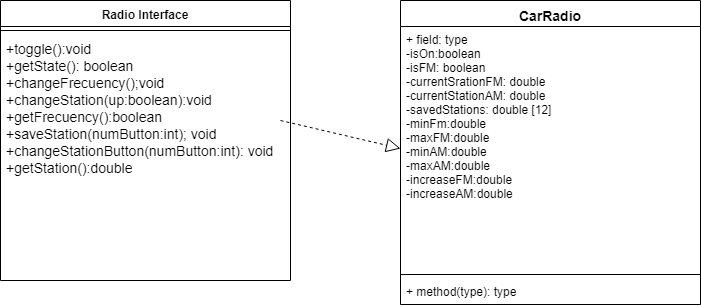 Radio Interface
+toggle():void
+getState(): boolean
+changeFrecuency();void
+changeStation(up:boolean):void
+getFrecuency():boolean
+saveStation(numButton:int); void
+changeStationButton(numButton:int): void
+getStation():double
CarRadio
+ field: type
-isOn:boolean
-isFM: boolean
-currentSrationFM: double
-currentStationAM: double
-savedStations: double [12]
-minFm:double
-maxFM:double
-minAM:double
-maxAM:double
-increaseFM:double
-increaseAM:double
+ method(type): type